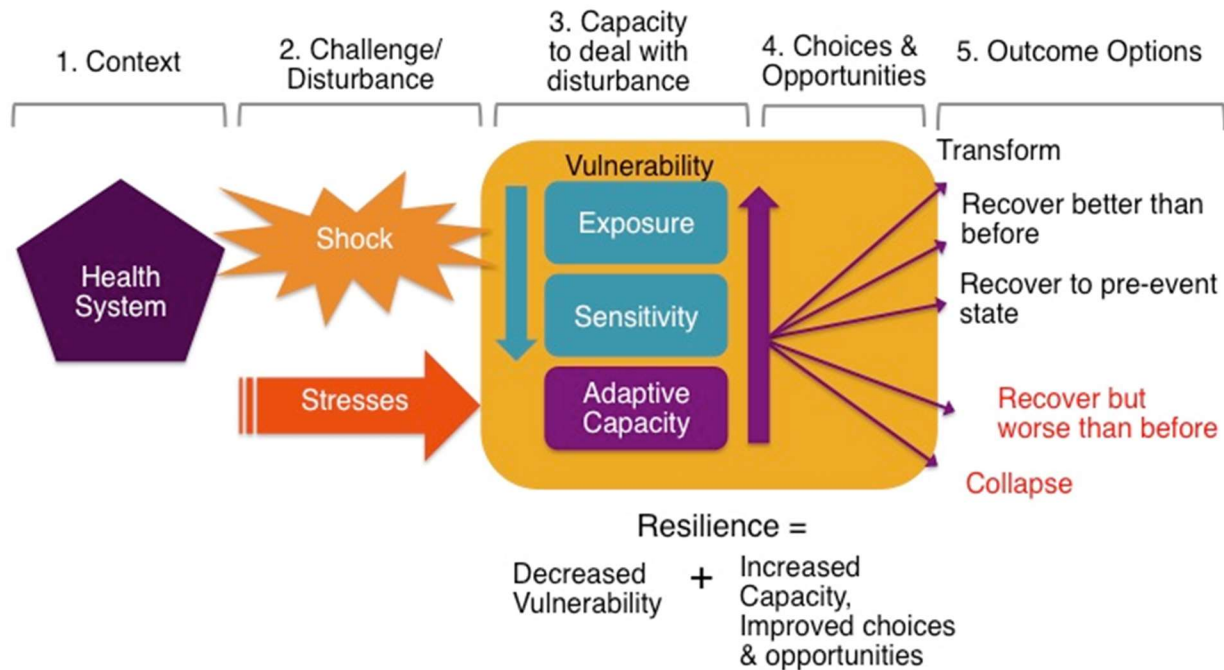 1. Context
2. Challenge/
Disturbance
3. Capacity
to deal with
disturbance
4. Choices &
Opportunities
5. Outcome Options
Health
System
Shock
Stresses
Vulnerability
Exposure
Sensitivity
Adaptive
Capacity
Transform
Recover better than
before
Recover to pre-event
state
Recover but
worse than before
Collapse
Resilience =
Decreased
Vulnerability
+
Increased
Capacity,
Improved choices
& opportunities